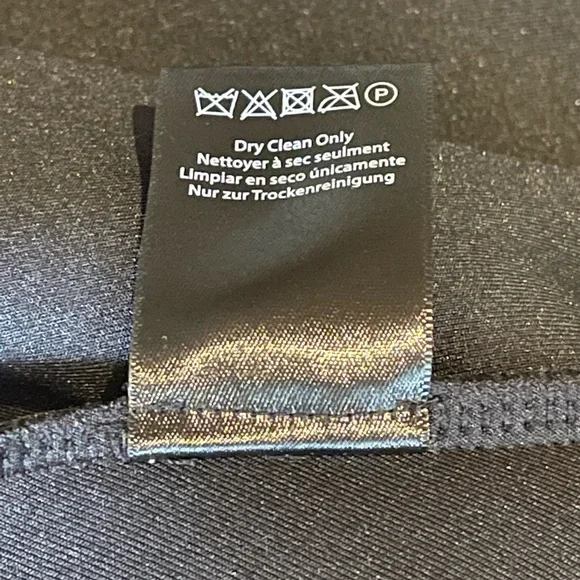 P
Dry Clean Only
Nettoyer à sec seulment
Limpiar en seco únicamente
Nur zur Trockenreinigung